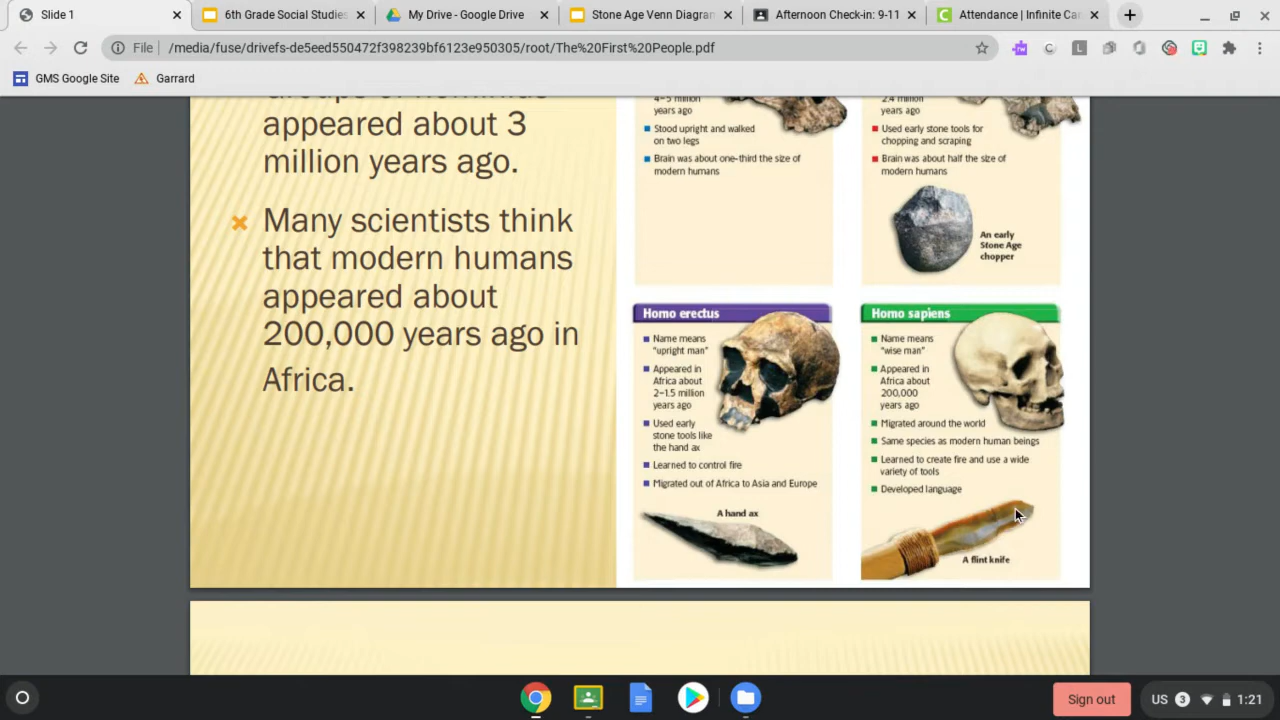 Slide 1
6th Grade Social Studies
My Drive - Google Drive
Stone Age Venn Diagram
Afternoon Check-in: 9-11
Attendance | Infinite Ca
File
/media/fuse/drivefs-de5eed550472f398239bf6123e950305/root/The%20First%20People.pdf
GMS Google Site
Garrard
appeared about 3
million years ago.
Many scientists think
that modern humans
appeared about
200,000 years ago in
Africa.
4–5 million
years ago
Stood upright and walked
on two legs
Brain was about one-third the size of
modern humans
2.4 million
years ago
Used early stone tools for
chopping and scraping
Brain was about half the size of
modern humans
An early
Stone Age
chopper
Homo erectus
Name means
"upright man"
Appeared in
Africa about
2–1.5 million
years ago
Used early
stone tools like
the hand ax
Learned to control fire
Migrated out of Africa to Asia and Europe
A hand ax
Homo sapiens
Name means
"wise man"
Appeared in
Africa about
200,000
years ago
Migrated around the world
Same species as modern human beings
Learned to create fire and use a wide
variety of tools
Developed language
A flint knife
Sign out
US
3
1:21